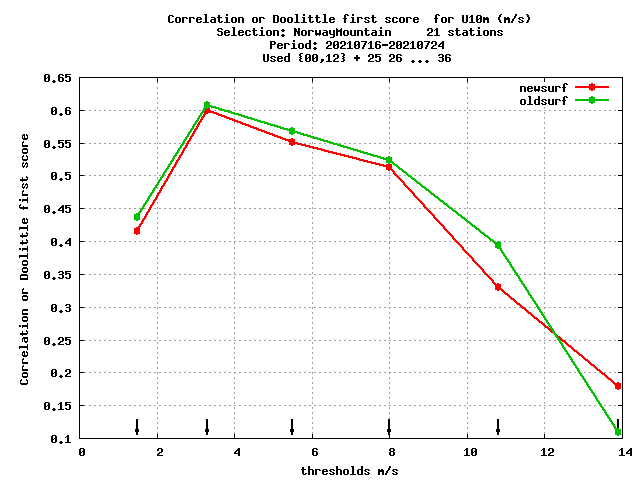 Correlation or Doolittle first score  for U10m (m/s)
Selection: NorwayMountain     21 stations
Period: 20210716-20210724
Used {00,12} + 25 26 ... 36
newsurf
oldsurf
Correlation or Doolittle first score
0.65
0.6
0.55
0.5
0.45
0.4
0.35
0.3
0.25
0.2
0.15
0.1
0 2 4 6 8 10 12 14
thresholds m/s